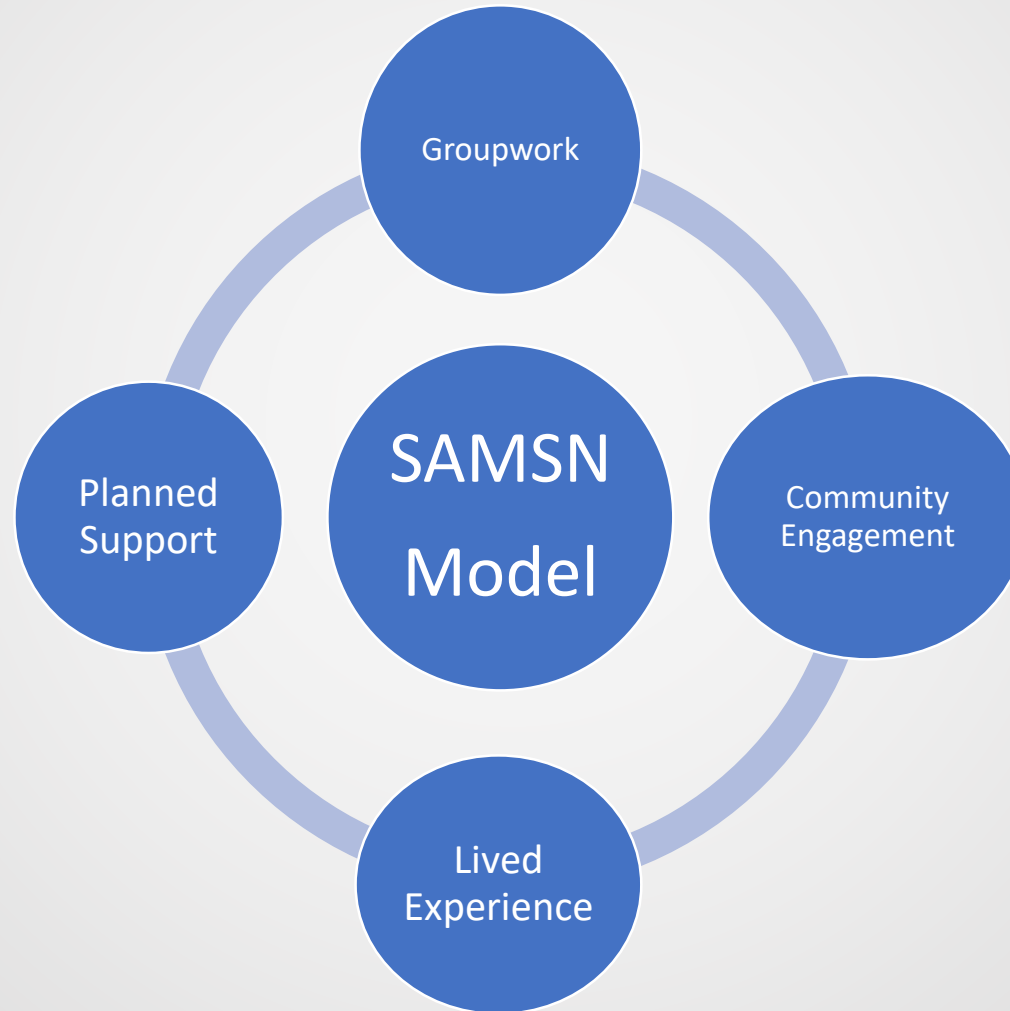 Groupwork
SAMSN
Model
Planned
Support
Community
Engagement
Lived
Experience